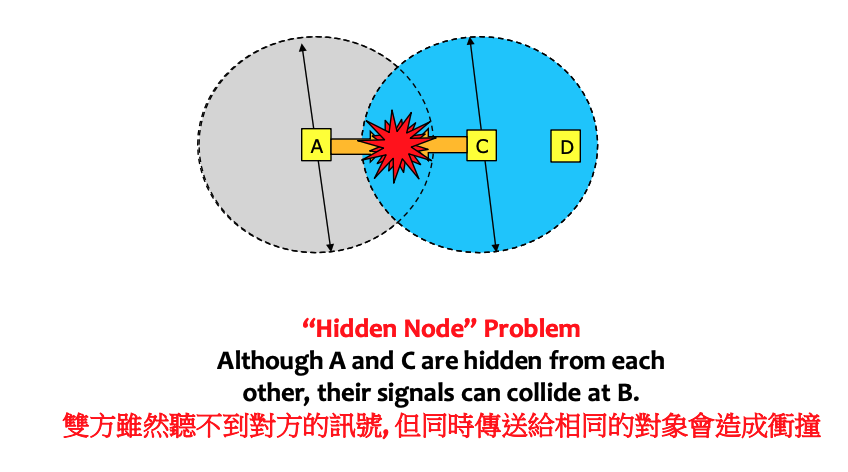 A
C
D
“Hidden Node” Problem
Although A and C are hidden from each
other, their signals can collide at B.
雙方雖然聽不到對方的訊號, 但同時傳送給相同的對象會造成衝撞